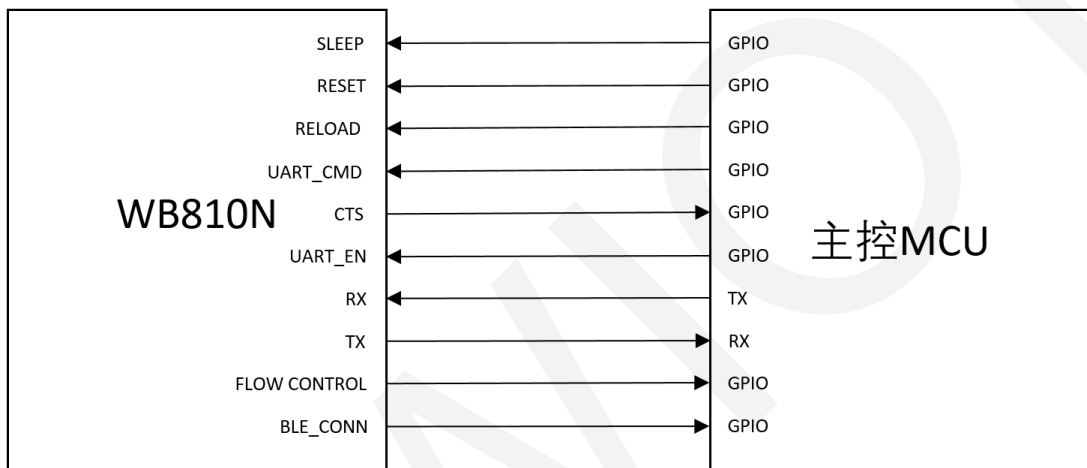 SLEEP GPIO
RESET GPIO
RELOAD GPIO
UART_CMD GPIO
WB810N
CTS GPIO
主控MCU
UART_EN GPIO
RX TX
TX RX
FLOW CONTROL GPIO
BLE_CONN GPIO